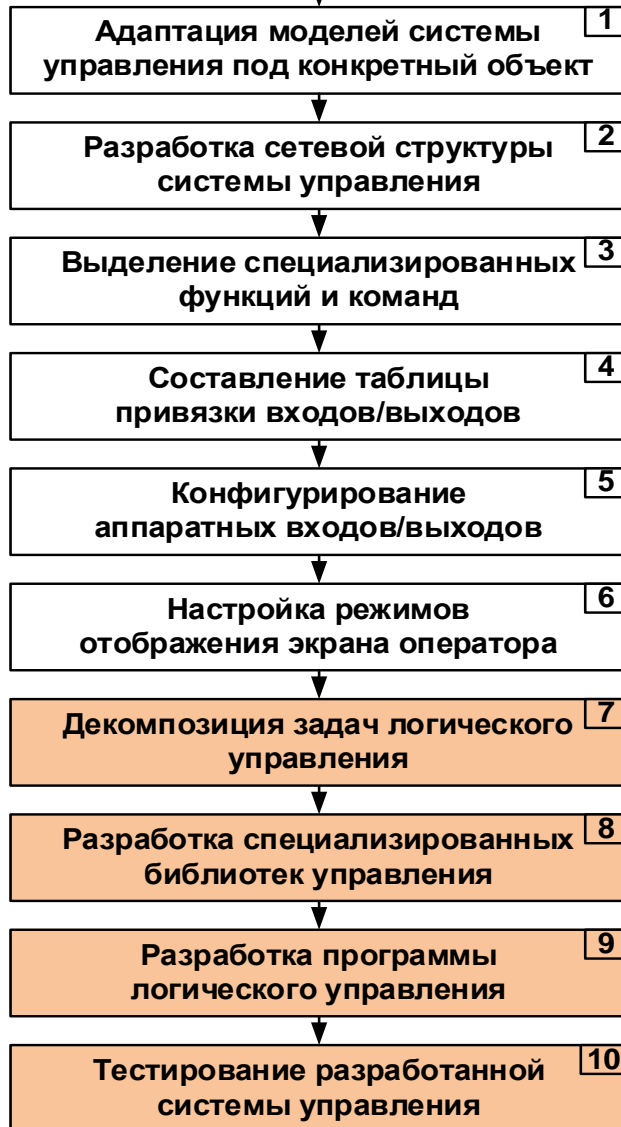 1
Адаптация моделей системы
управления под конкретный объект
2
Разработка сетевой структуры
системы управления
3
Выделение специализированных
функций и команд
4
Составление таблицы
привязки входов/выходов
5
Конфигурирование
аппаратных входов/выходов
6
Настройка режимов
отображения экрана оператора
7
Декомпозиция задач логического
управления
8
Разработка специализированных
библиотек управления
9
Разработка программы
логического управления
10
Тестирование разработанной
системы управления